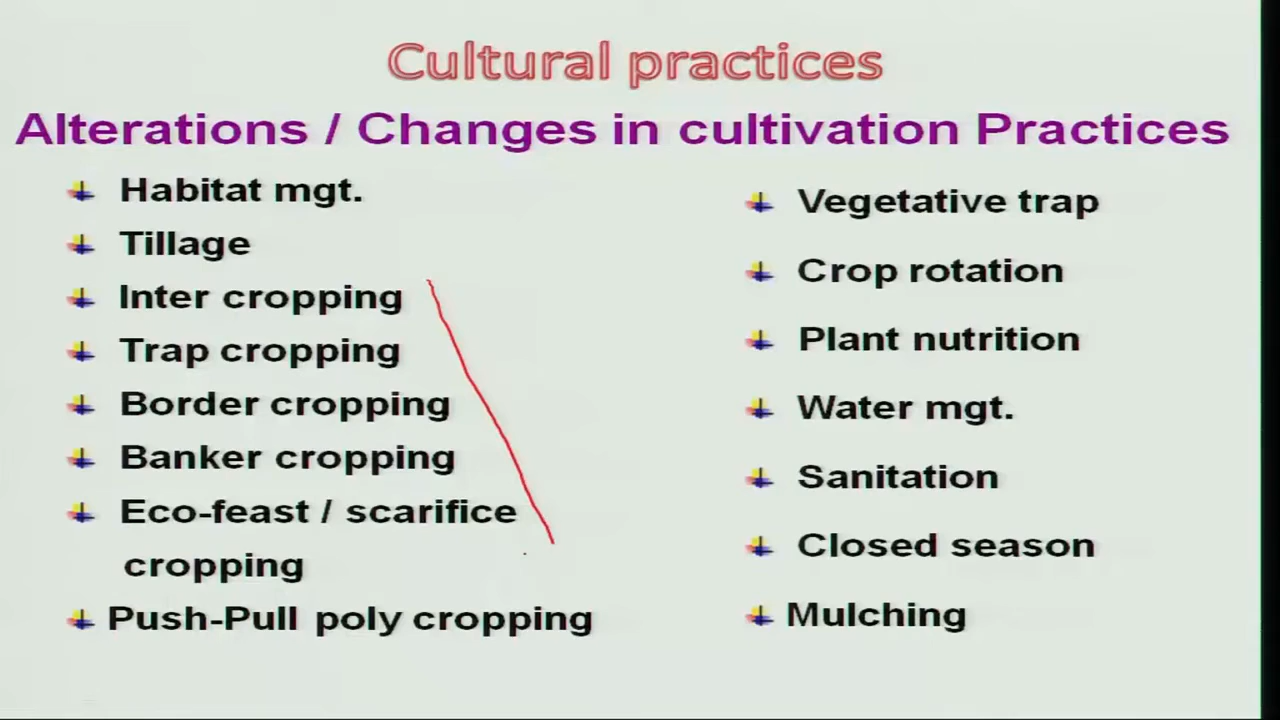 Cultural practices
Alterations / Changes in cultivation Practices
Habitat mgt.
Tillage
Inter cropping
Trap cropping
Border cropping
Banker cropping
Eco-feast / scarifice
cropping
Push-Pull poly cropping
Vegetative trap
Crop rotation
Plant nutrition
Water mgt.
Sanitation
Closed season
Mulching